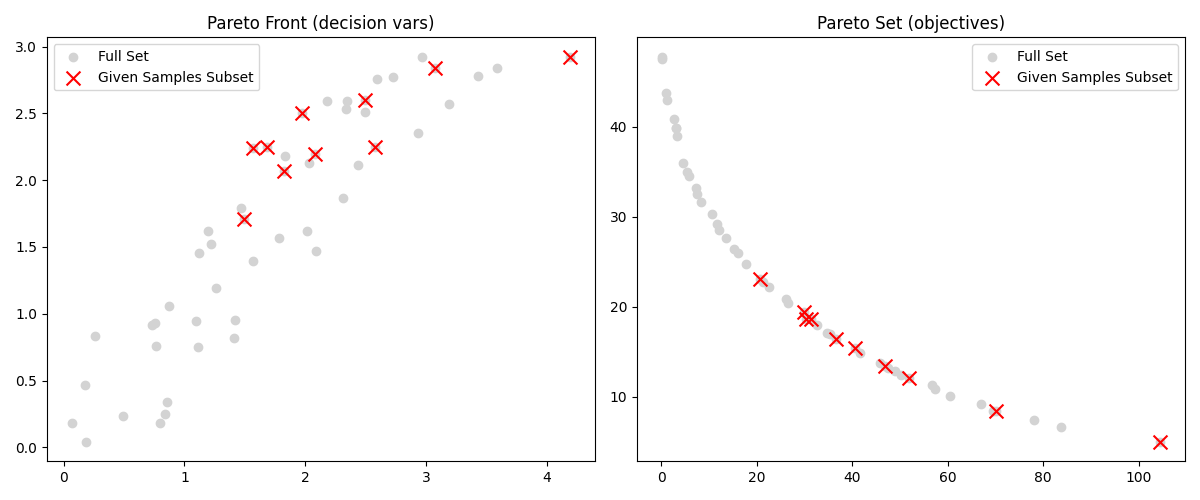 Pareto Front (decision vars)
Full Set
Given Samples Subset
3.0
2.5
2.0
1.5
1.0
0.5
0.0
0 1 2 3 4
Pareto Set (objectives)
Full Set
Given Samples Subset
40
30
20
10
0 20 40 60 80 100